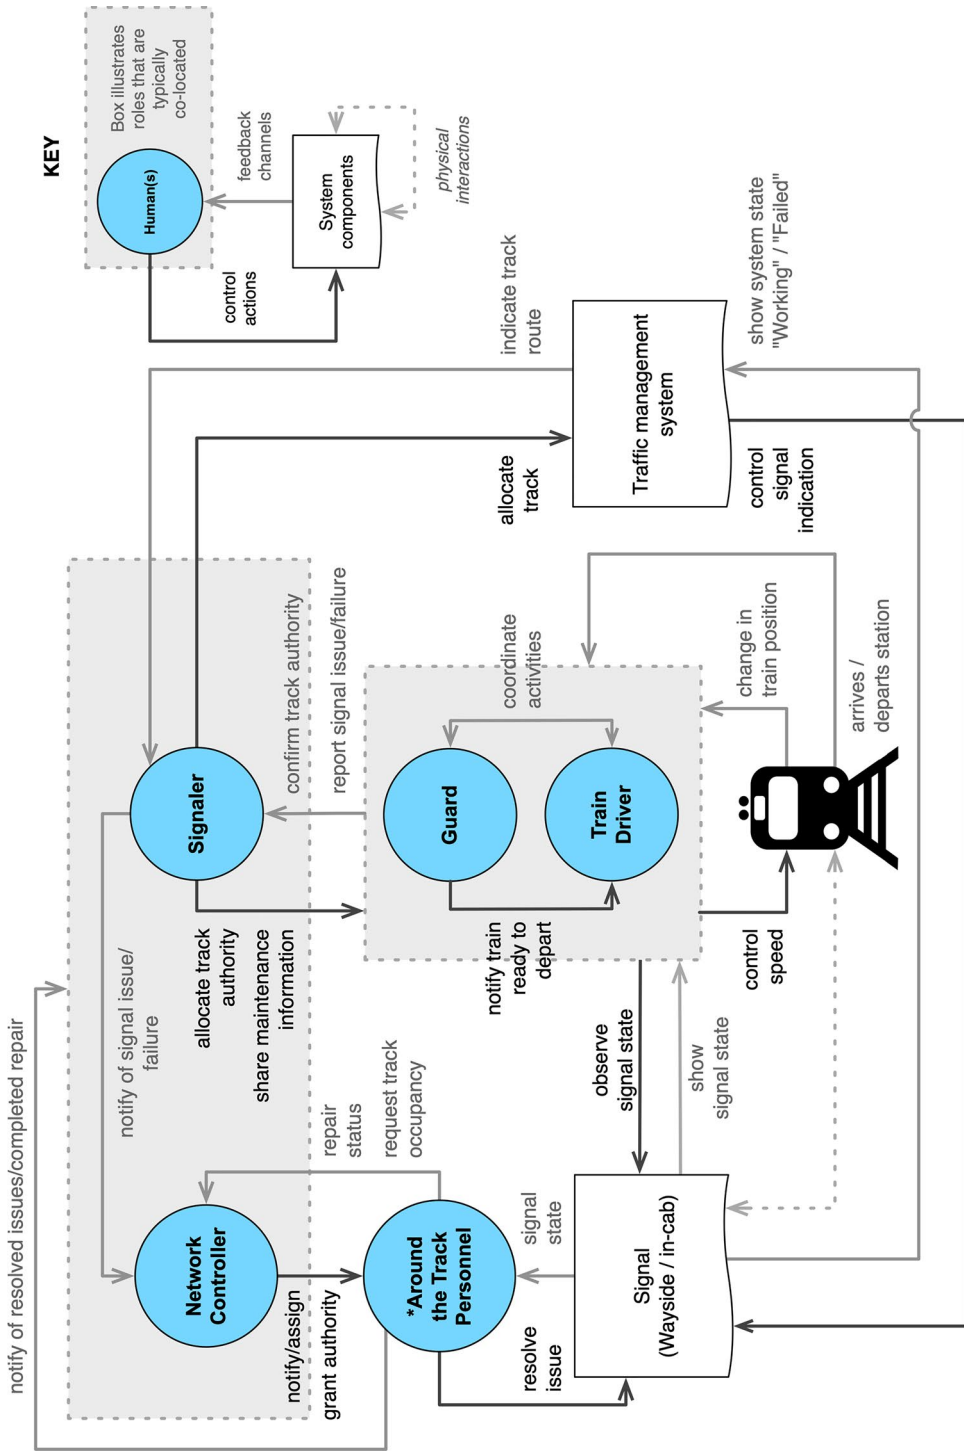 notify of resolved issues/completed repair
notify of signal issue/
failure
Network
Controller
Signaler
notify/assign
grant authority
repair
status
request track
occupancy
allocate track
authority
share maintenance
information
confirm track authority
report signal issue/failure
*Around
the Track
Personnel
resolve
issue
signal
state
Guard
Train
Driver
notify train
ready to
depart
coordinate
activities
observe
signal state
show
signal state
control
speed
change in
train position
arrives /
departs station
Signal
(Wayside / in-cab)
allocate
track
indicate track
route
Traffic management
system
control
signal
indication
show system state
"Working" / "Failed"
KEY
Box illustrates
roles that are
typically
co-located
Human(s)
control
actions
feedback
channels
System
components
physical
interactions